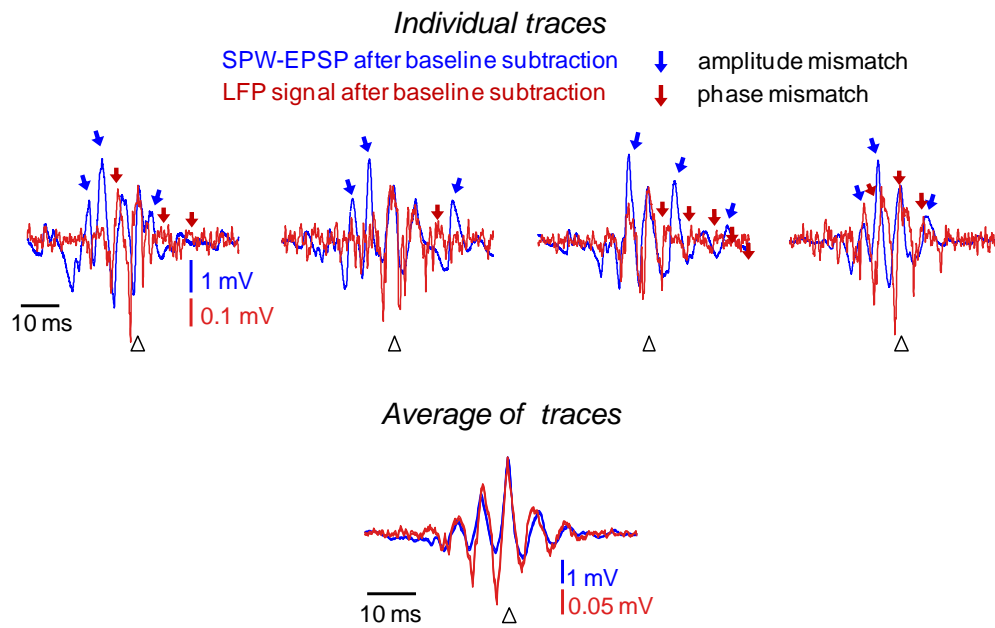 Individual traces
SPW-EPSP after baseline subtraction
amplitude mismatch
LFP signal after baseline subtraction
phase mismatch
1 mV
0.1 mV
10 ms
Average of traces
1 mV
0.05 mV
10 ms